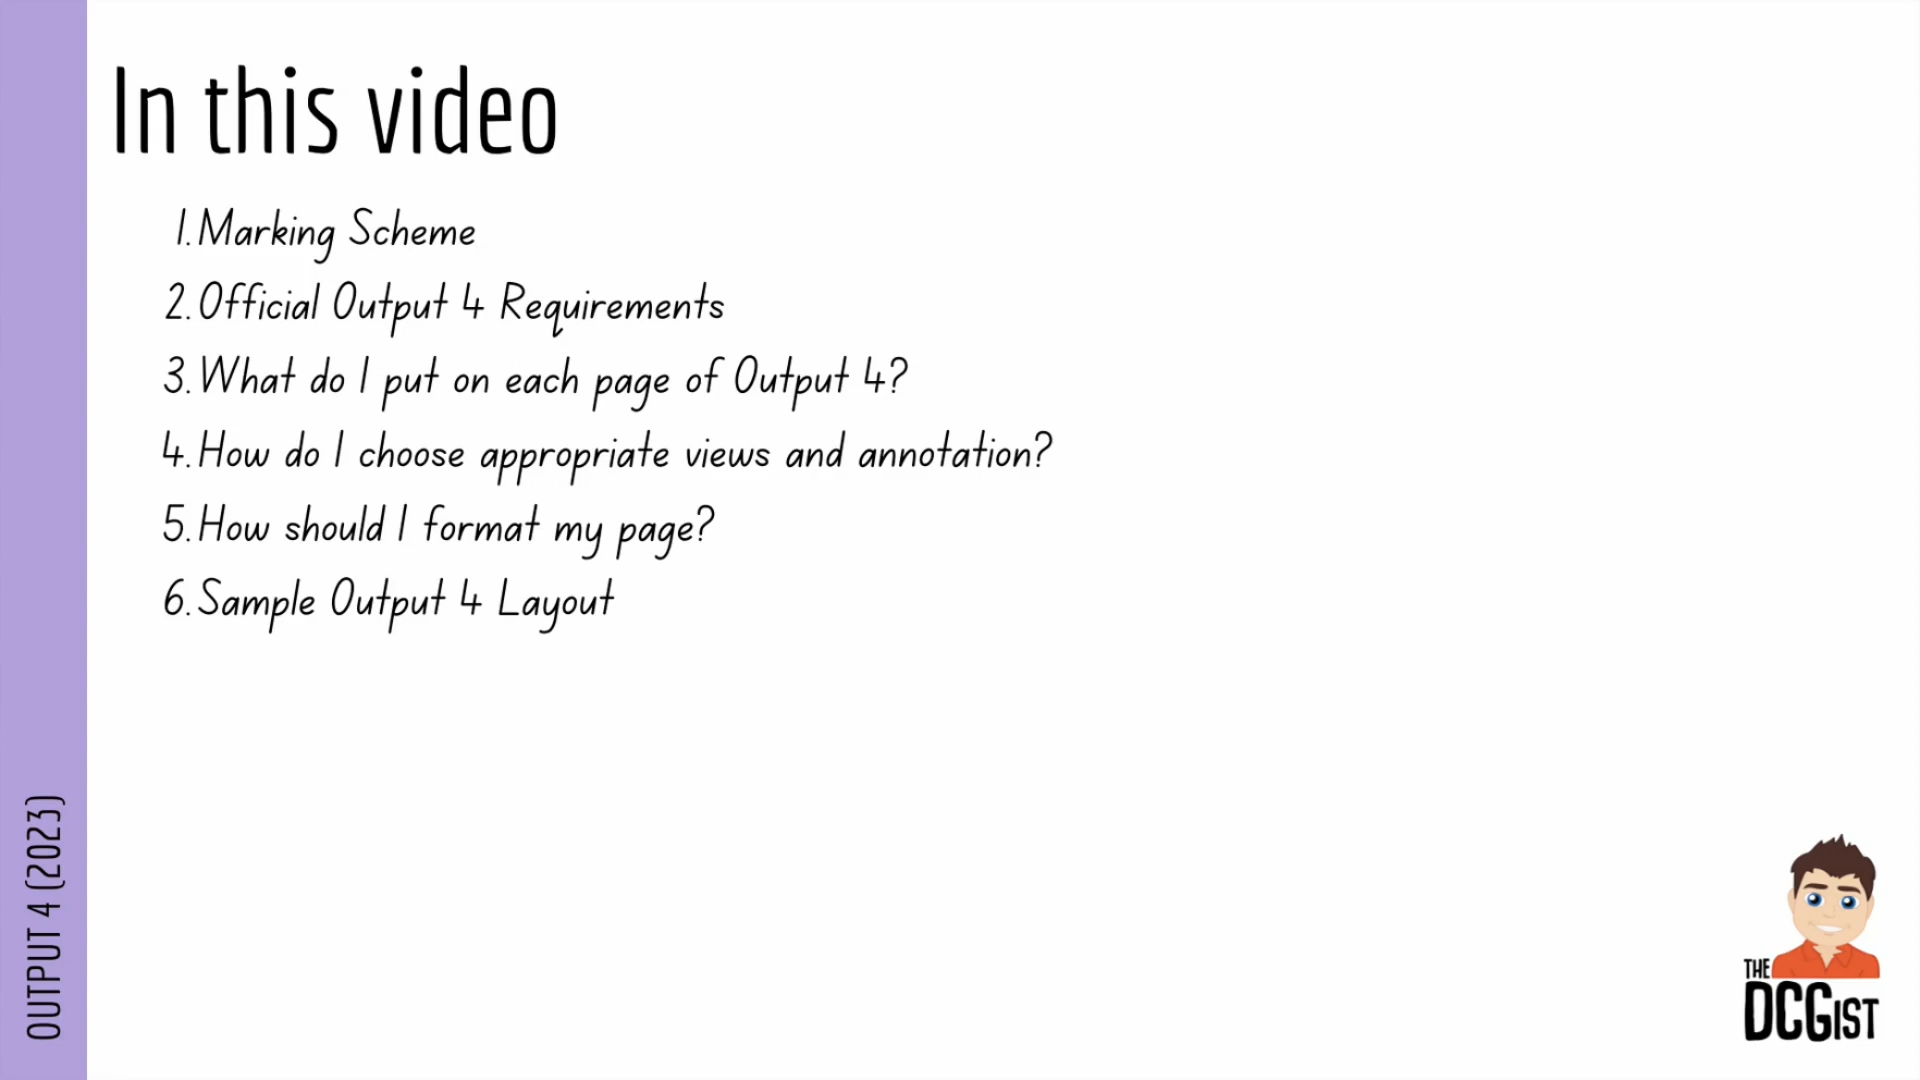 In this video
1. Marking Scheme
2. Official Output 4 Requirements
3. What do I put on each page of Output 4?
4. How do I choose appropriate views and annotation?
5. How should I format my page?
6. Sample Output 4 Layout
OUTPUT 4 (2023)
THE
DCGIST